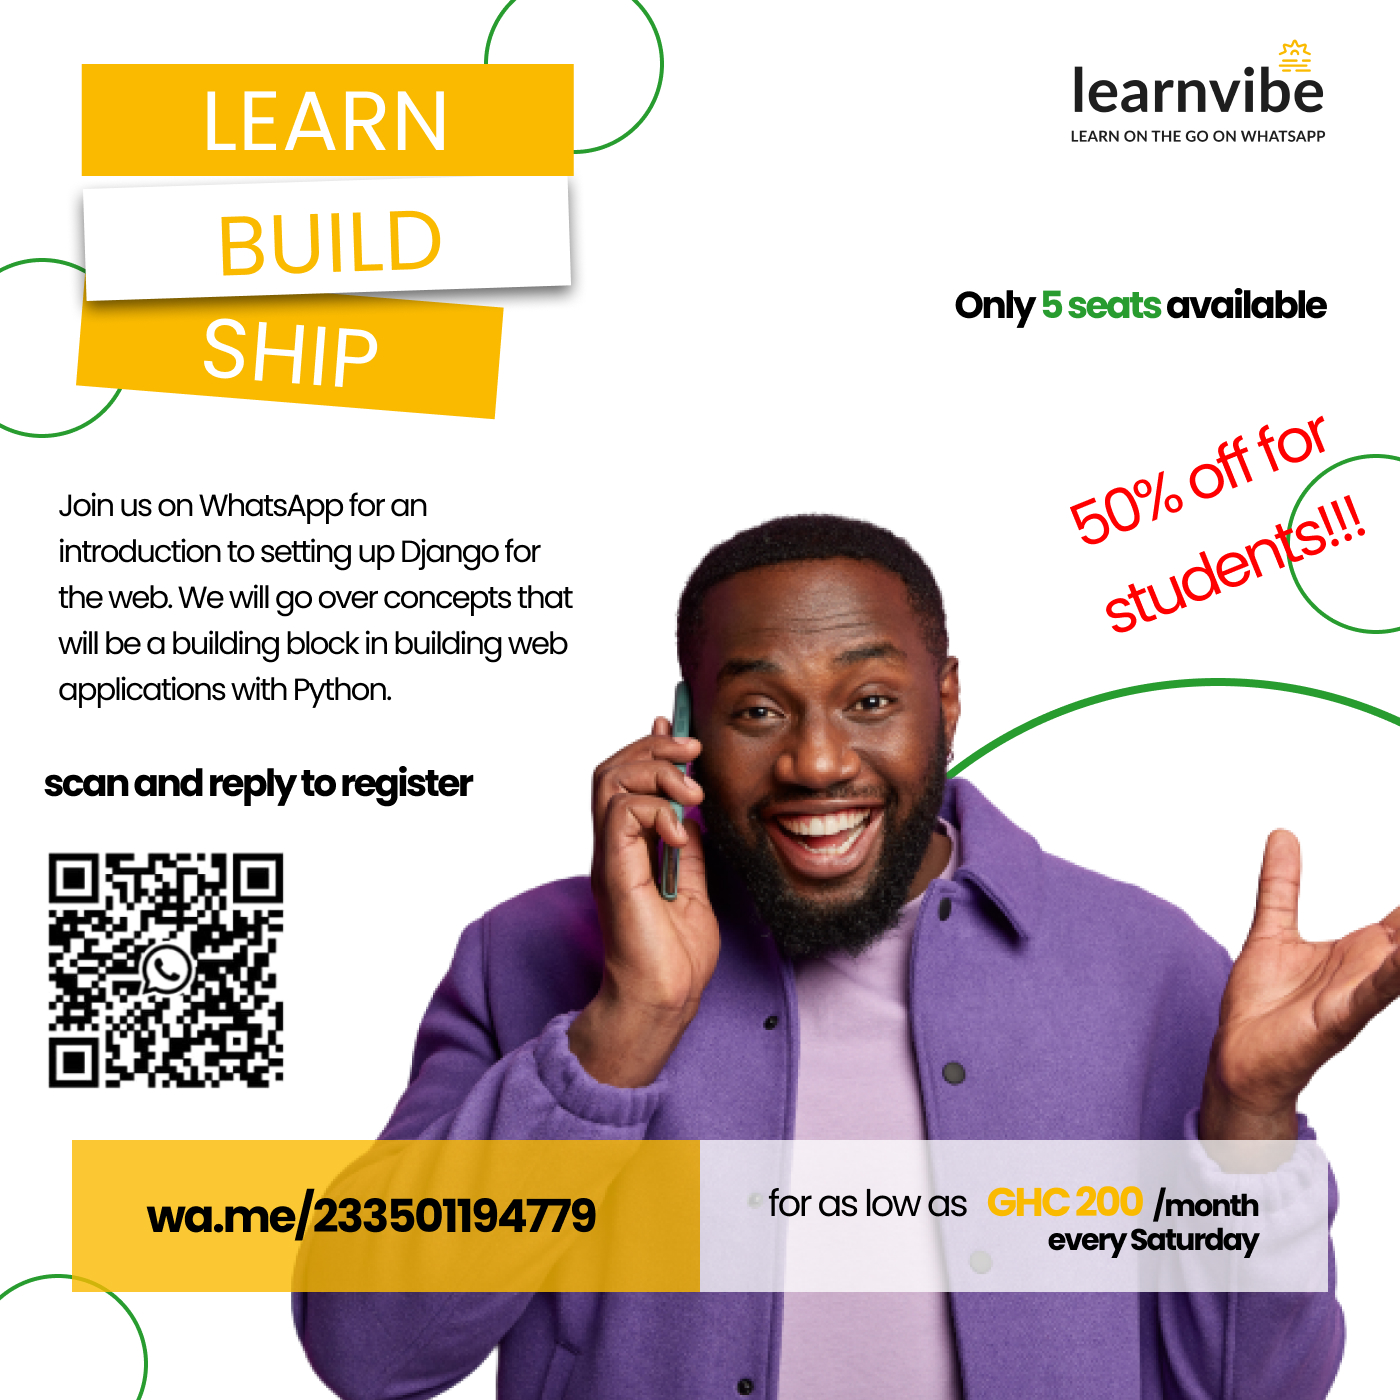 LEARN
BUILD
SHIP
learnvibe
LEARN ON THE GO ON WHATSAPP
Only 5 seats available
50% off for
students!!!
Join us on WhatsApp for an
introduction to setting up Django for
the web. We will go over concepts that
will be a building block in building web
applications with Python.
scan and reply to register
wa.me/233501194779
for as low as GHC 200 /month
every Saturday